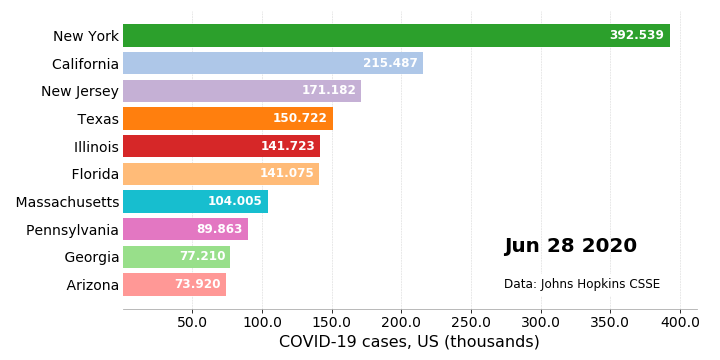 New York 392.539
California 215.487
New Jersey 171.182
Texas 150.722
Illinois 141.723
Florida 141.075
Massachusetts 104.005
Pennsylvania 89.863
Georgia 77.210
Arizona 73.920
Jun 28 2020
Data: Johns Hopkins CSSE
50.0 100.0 150.0 200.0 250.0 300.0 350.0 400.0
COVID-19 cases, US (thousands)